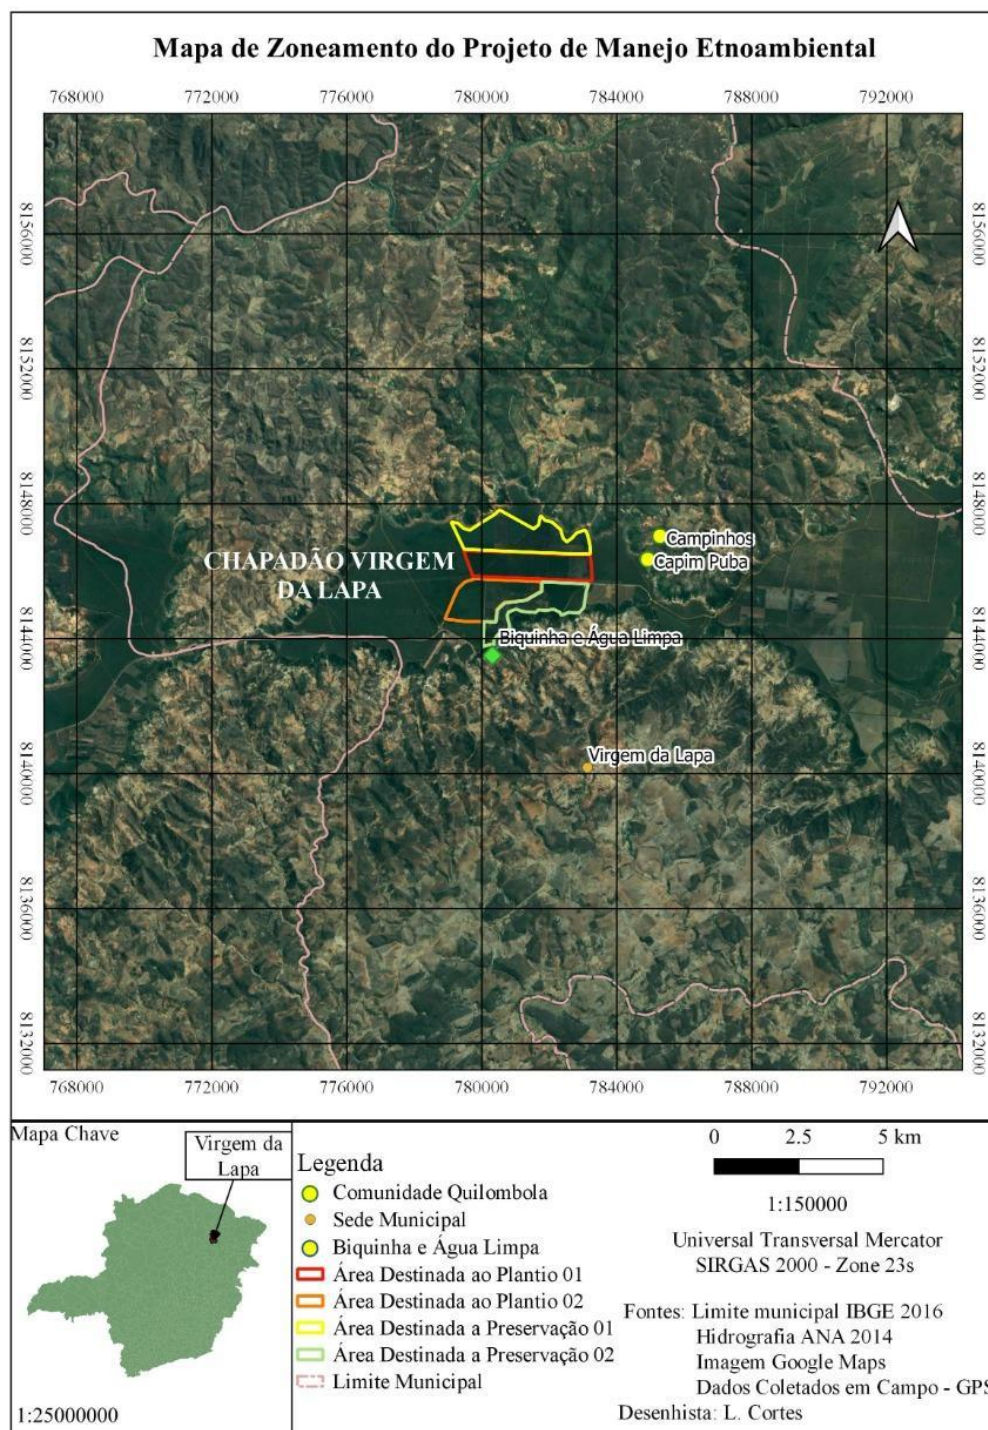 Mapa de Zoneamento do Projeto de Manejo Etnoambiental
768000 772000 776000 780000 784000 788000 792000
8156000 8156000
8152000 8152000
8148000 8148000
Campinhos
CHAPADÃO VIRGEM
DA LAPA
Capim Puba
8144000 8144000
Biquinha e Água Limpa
Virgem da Lapa
8140000 8140000
8136000 8136000
8132000 8132000
768000 772000 776000 780000 784000 788000 792000
Mapa Chave
Virgem da
Lapa
1:25000000
Legenda
Comunidade Quilombola
Sede Municipal
Biquinha e Água Limpa
Área Destinada ao Plantio 01
Área Destinada ao Plantio 02
Área Destinada a Preservação 01
Área Destinada a Preservação 02
Limite Municipal
0 2.5 5 km
1:150000
Universal Transversal Mercator
SIRGAS 2000 - Zone 23s
Fontes: Limite municipal IBGE 2016
Hidrografia ANA 2014
Imagem Google Maps
Dados Coletados em Campo - GPS
Desenhista: L. Cortes